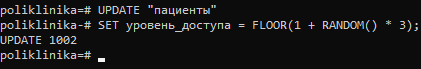 poliklinika=# UPDATE "пациенты"
poliklinika-# SET уровень_доступа = FLOOR(1 + RANDOM() * 3);
UPDATE 1002
poliklinika=#